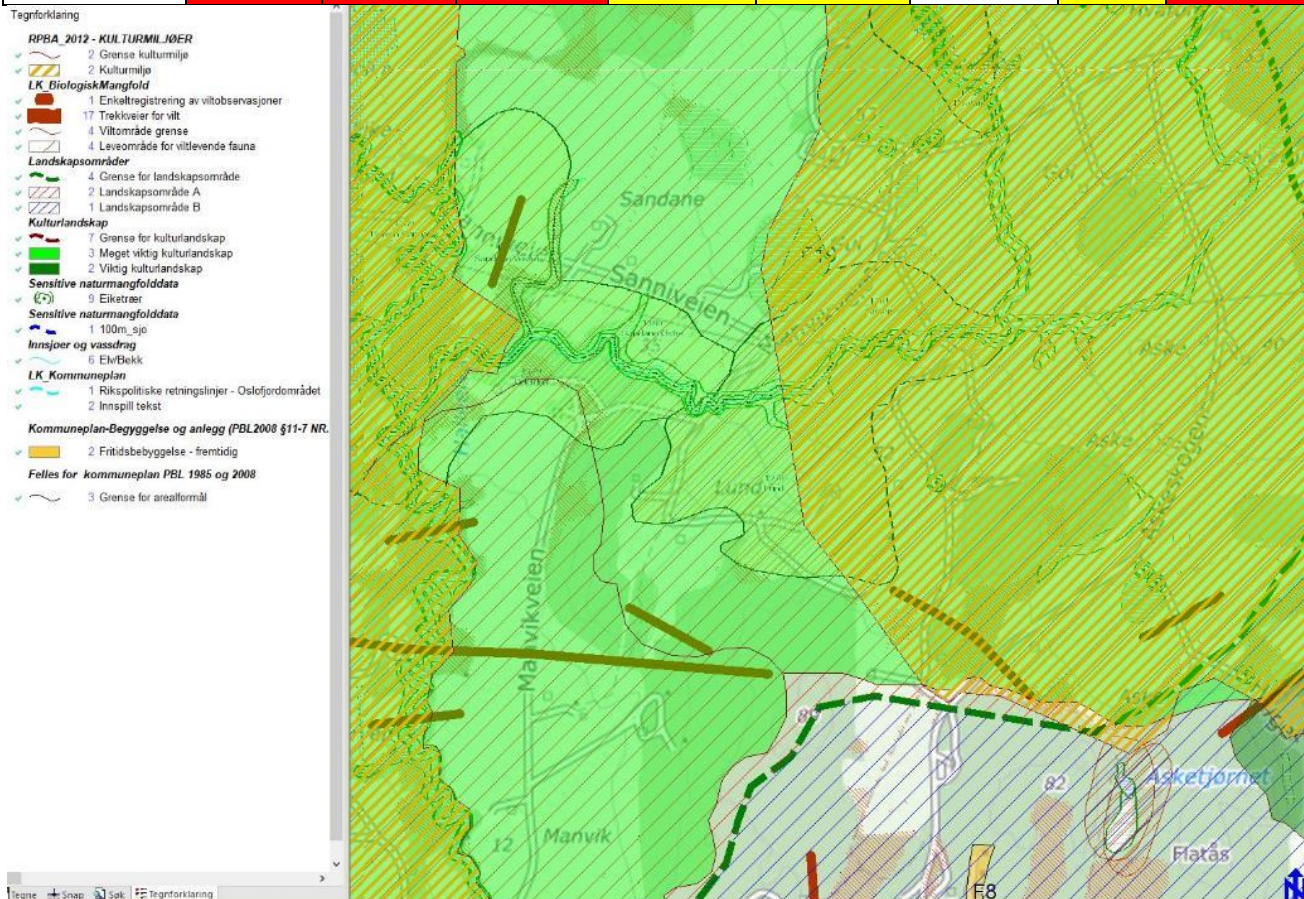 Tegnforklaring
RPBA_2012 - KULTURMILJØER
2 Grense kulturmiljø
2 Kulturmiljø
LK_BiologiskMangfold
1 Enkeltregistrering av viltobservasjoner
17 Trekkveier for vilt
4 Viltområde grense
4 Leveområde for viltlevende fauna
Landskapsområder
4 Grense for landskapsområde
2 Landskapsområde A
1 Landskapsområde B
Kulturlandskap
7 Grense for kulturlandskap
3 Meget viktig kulturlandskap
2 Viktig kulturlandskap
Sensitive naturmangfolddata
9 Eiketrær
Sensitive naturmangfolddata
1 100m_sjo
Innsjoer og vassdrag
6 Elv/Bekk
LK_Kommuneplan
1 Rikspolitiske retningslinjer - Oslofjordområdet
2 Innspill tekst
Kommuneplan-Begyggelse og anlegg (PBL2008 §11-7 NR.
2 Fritidsbebyggelse - fremtidig
Felles for kommuneplan PBL 1985 og 2008
3 Grense for arealformål
Tegne
Snap
Søk
Tegnforklaring
Sandane
Sanniveien
Gol
Aske
Aske
Askeskogen
Lund
Manvikveien
Manvik
12
82
Asketjørnet
Flatås
F8